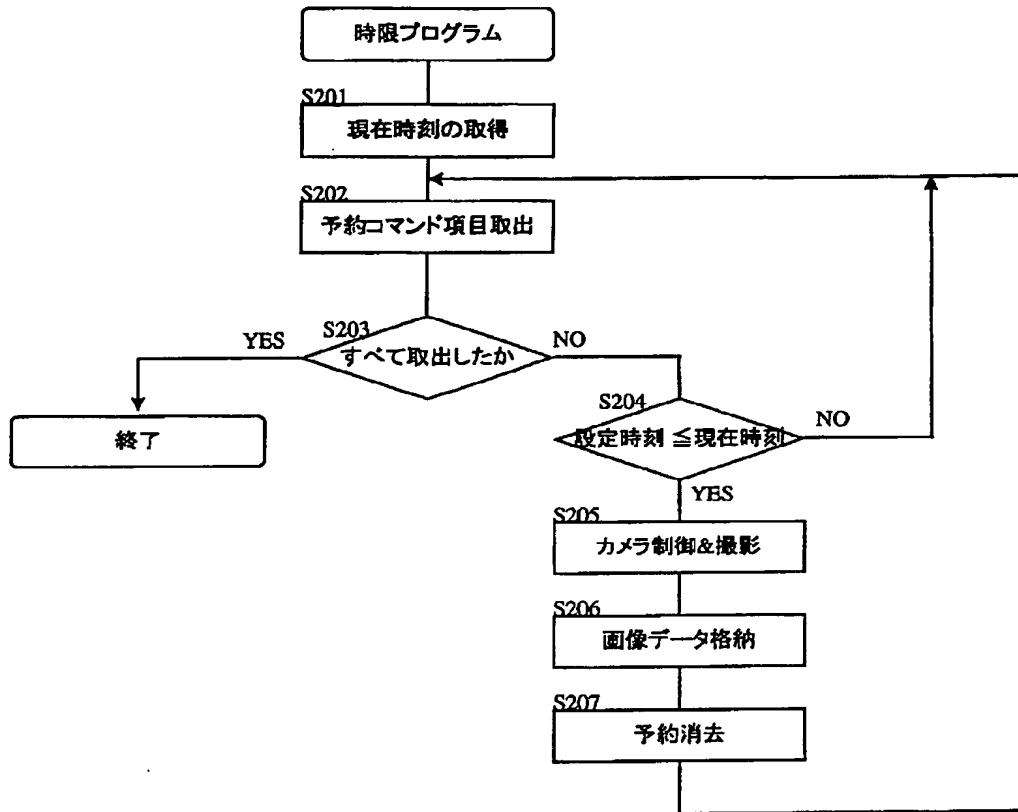 時限プログラム
S201
現在時刻の取得
S202
予約コマンド項目取出
S203
YES
すべて取出したか
NO
S204
終了
設定時刻 ≦現在時刻
NO
YES
S205
カメラ制御&撮影
S206
画像データ格納
S207
予約消去